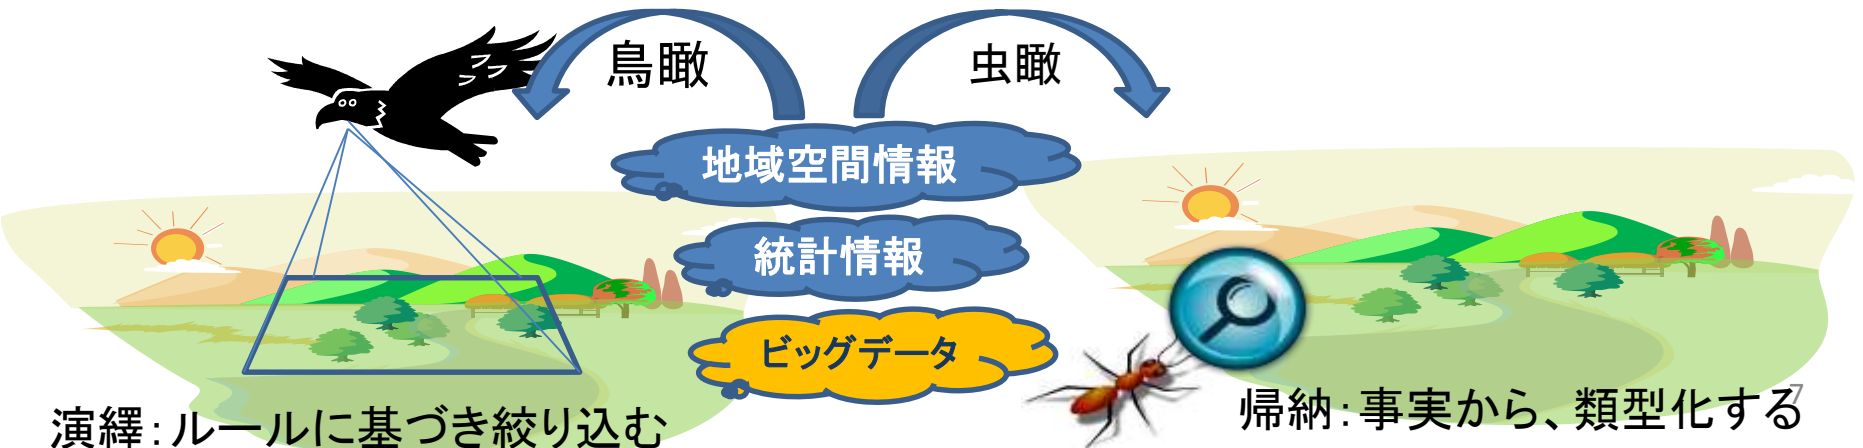 鳥瞰
虫瞰
地域空間情報
統計情報
ビッグデータ
演繹:ルールに基づき絞り込む
帰納:事実から、類型化する
7